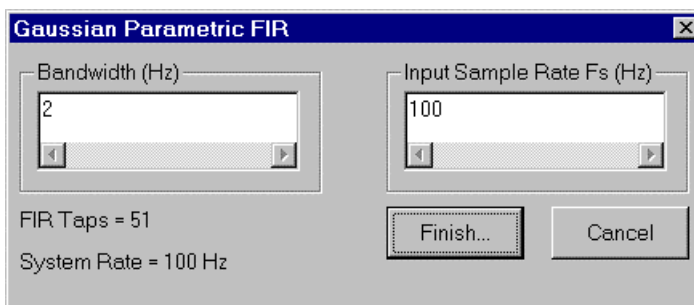 Gaussian Parametric FIR
Bandwidth (Hz)
2
Input Sample Rate Fs (Hz)
100
FIR Taps = 51
System Rate = 100 Hz
Finish...
Cancel